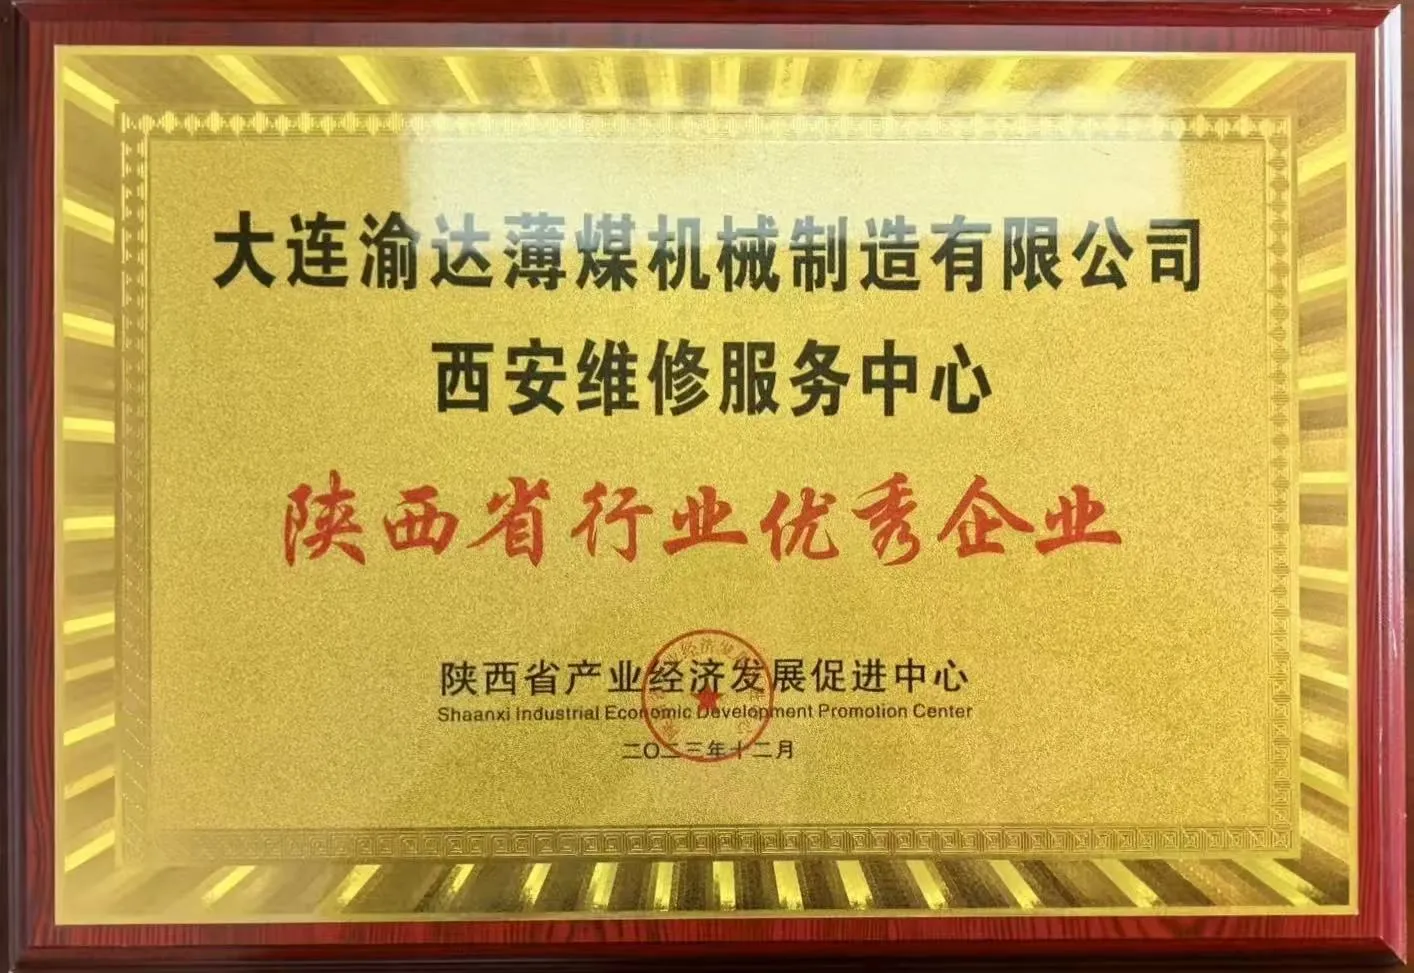 大连渝达薄煤机械制造有限公司
西安维修服务中心
陕西省行业优秀企业
陕西省产业经济发展促进中心
Shaanxi Industrial Economic Development Promotion Center
二〇二三年十二月